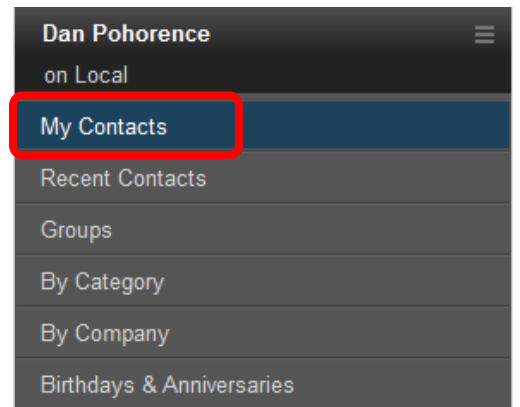 Dan Pohorence
on Local
My Contacts
Recent Contacts
Groups
By Category
By Company
Birthdays & Anniversaries